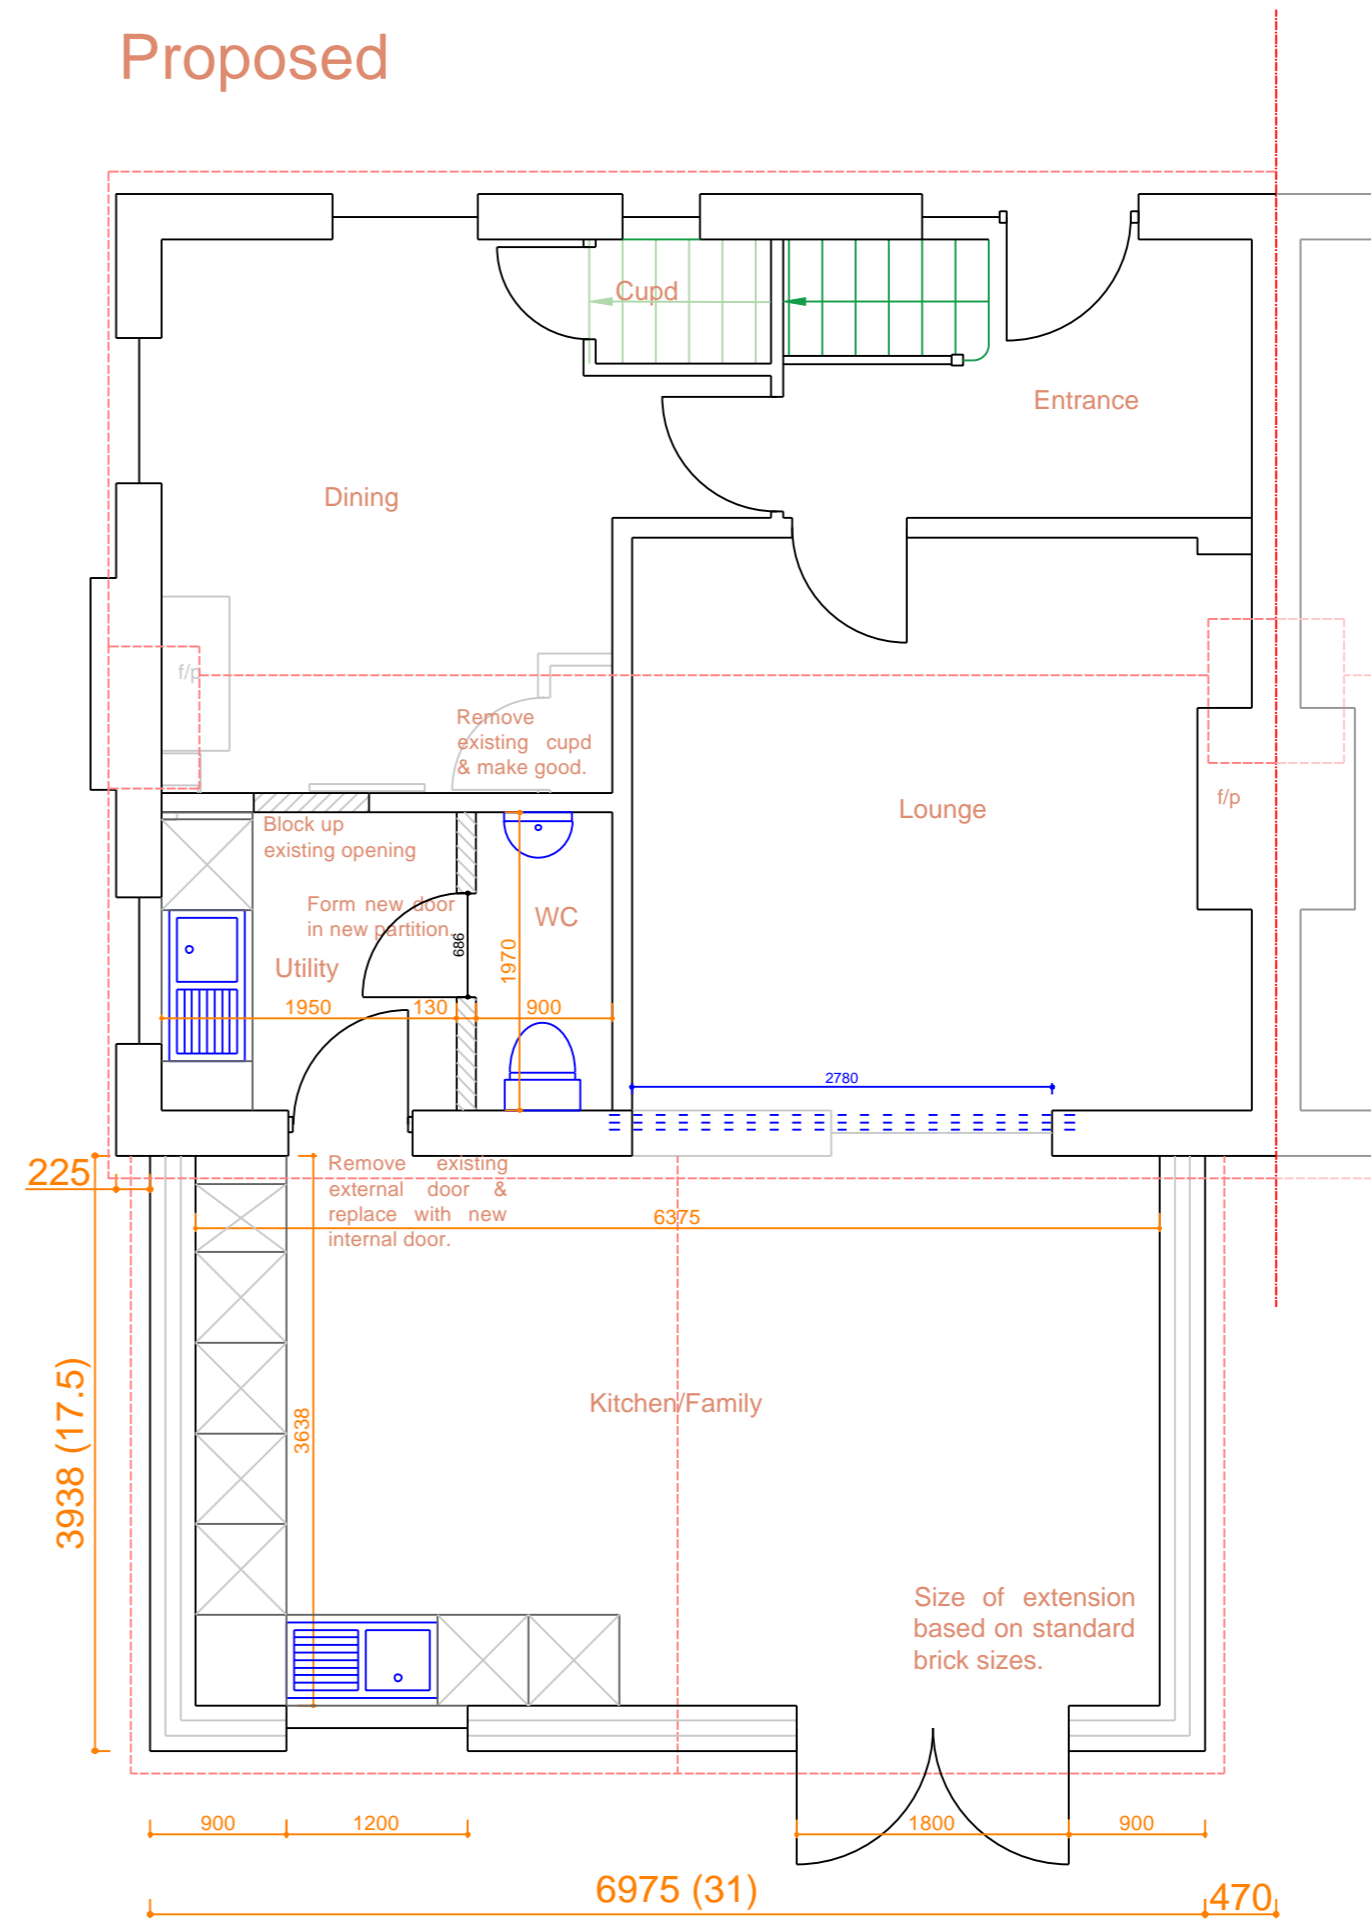 Proposed
Cupd
Entrance
Dining
f/p
Remove
existing cupd
& make good.
Lounge
f/p
Block up
existing opening
Form new door
in new partition.
WC
686
1970
Utility
1950
130
900
2780
225
Remove existing
external door &
replace with new
internal door.
6375
3938 (17.5)
3638
Kitchen/Family
Size of extension
based on standard
brick sizes.
900
1200
1800
900
6975 (31)
470